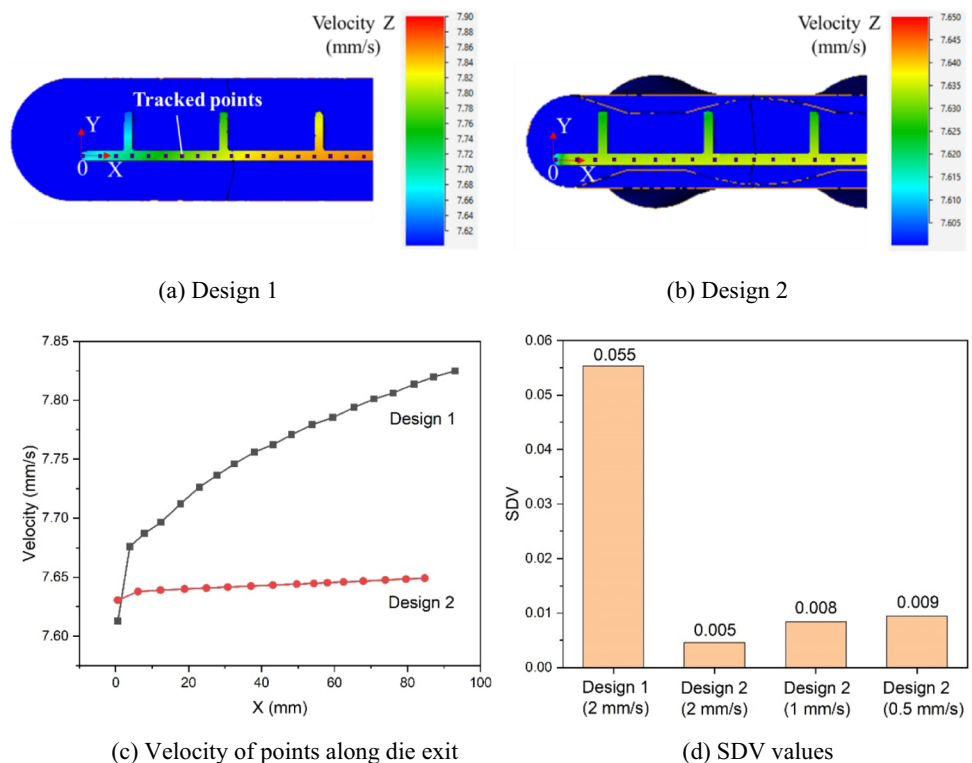 Velocity Z
(mm/s)
7.90
7.88
7.86
7.84
7.82
7.80
7.78
7.76
7.74
7.72
7.70
7.68
7.66
7.64
7.62
Tracked points
Y
0
X
(a) Design 1
Velocity Z
(mm/s)
7.650
7.645
7.640
7.635
7.630
7.625
7.620
7.615
7.610
7.605
Y
0
X
(b) Design 2
7.85
7.80
7.75
7.70
7.65
7.60
Velocity (mm/s)
Design 1
Design 2
0
20
40
60
80
100
X (mm)
(c) Velocity of points along die exit
0.06
0.05
0.04
0.03
0.02
0.01
0.00
SDV
0.055
0.005
0.008
0.009
Design 1
(2 mm/s)
Design 2
(2 mm/s)
Design 2
(1 mm/s)
Design 2
(0.5 mm/s)
(d) SDV values